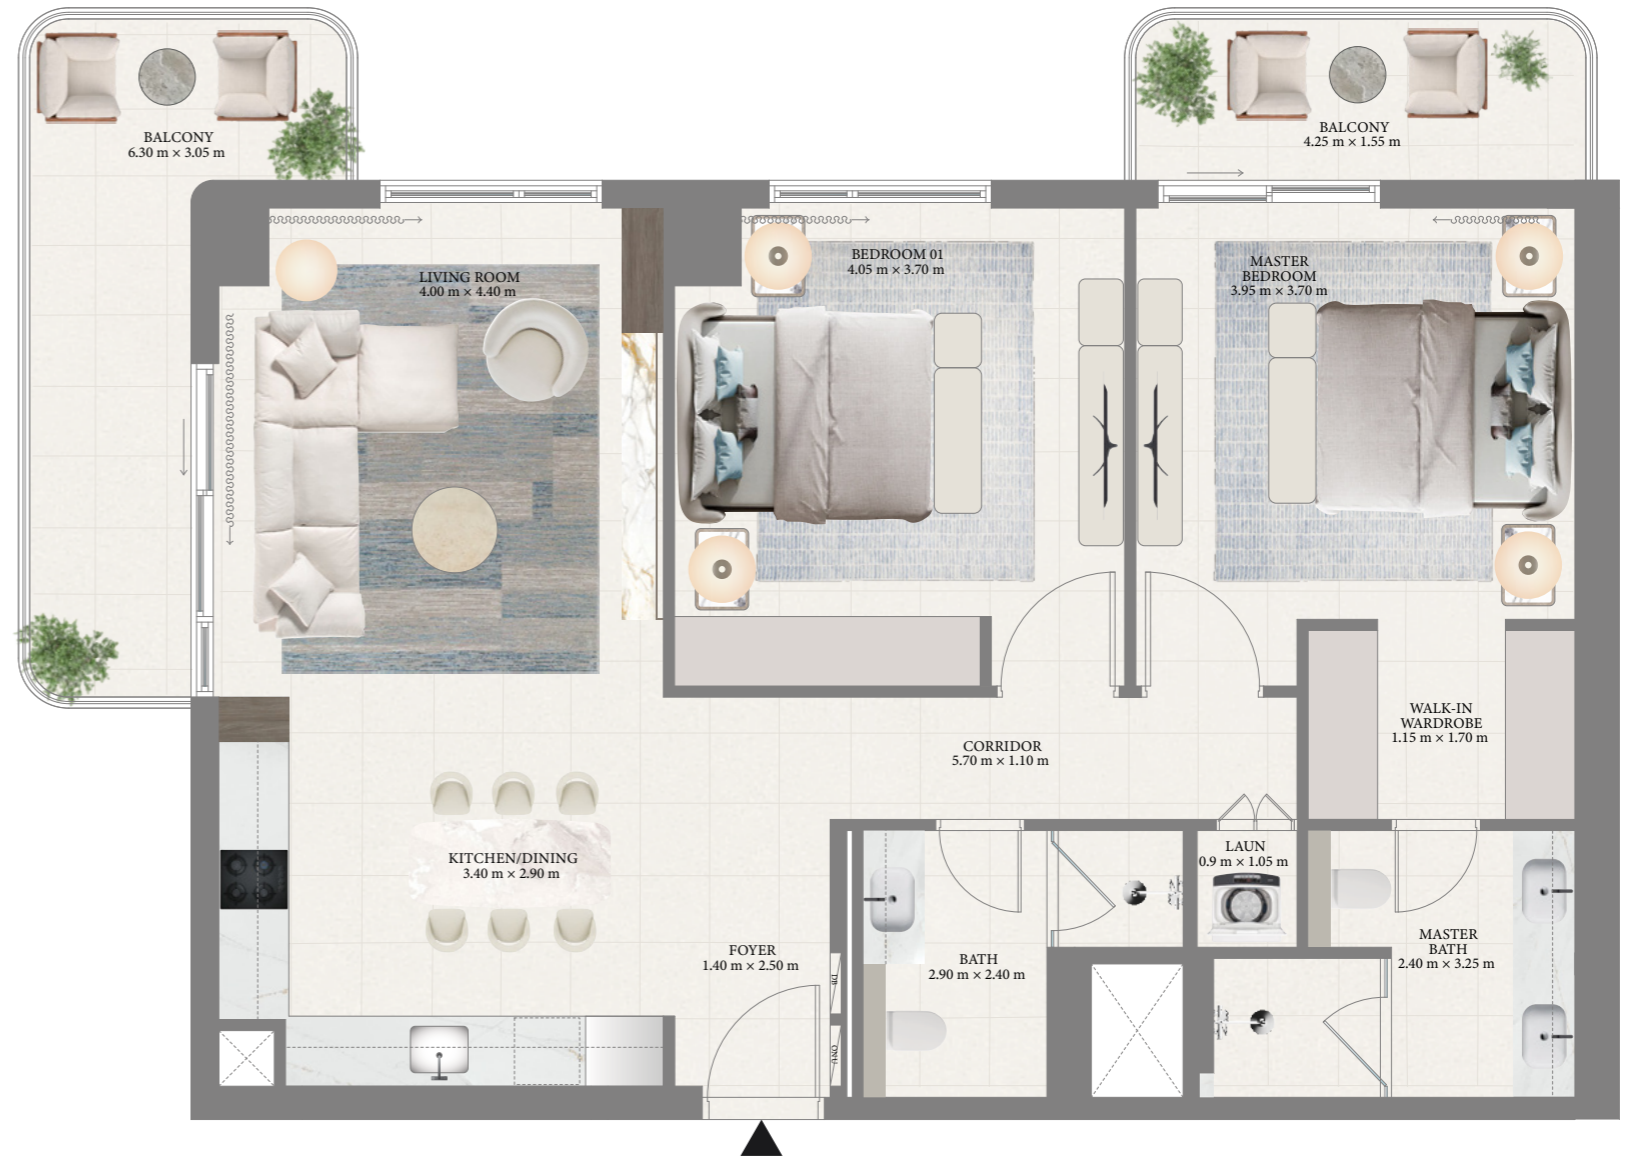 BALCONY
6.30 m × 3.05 m
BALCONY
4.25 m × 1.55 m
LIVING ROOM
4.00 m × 4.40 m
BEDROOM 01
4.05 m × 3.70 m
MASTER
BEDROOM
3.95 m × 3.70 m
WALK-IN
WARDROBE
1.15 m × 1.70 m
CORRIDOR
5.70 m × 1.10 m
KITCHEN/DINING
3.40 m × 2.90 m
LAUN
0.9 m × 1.05 m
FOYER
1.40 m × 2.50 m
BATH
2.90 m × 2.40 m
MASTER
BATH
2.40 m × 3.25 m
DB
ONU